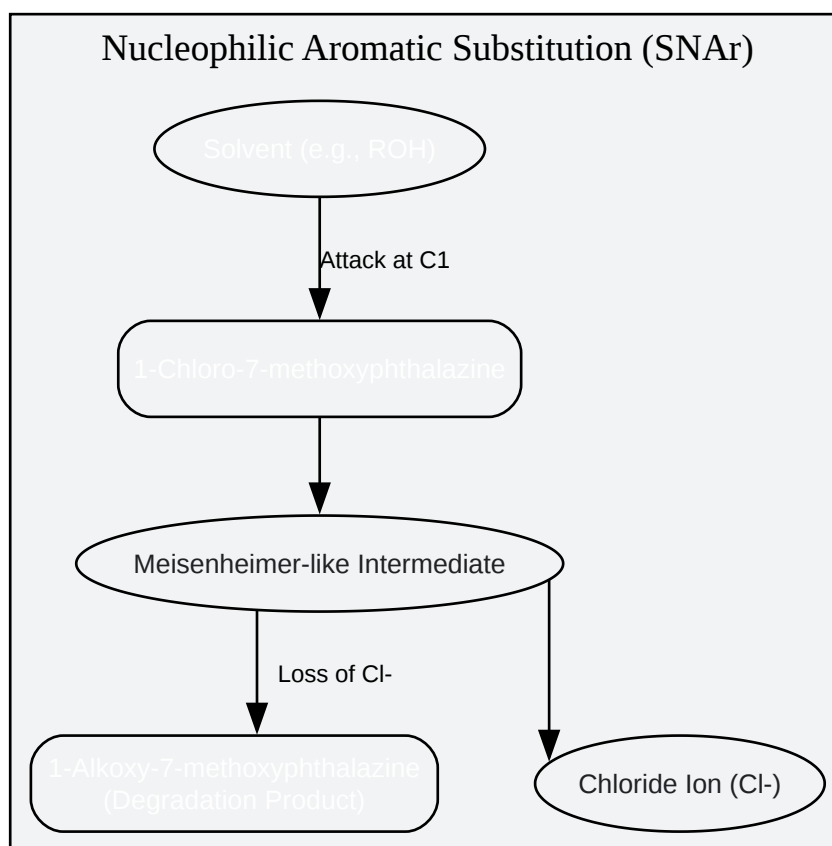 Nucleophilic Aromatic Substitution (SNAr)
Solvent (e.g., ROH)
Attack at C1
1-Chloro-7-methoxyphthalazine
Meisenheimer-like Intermediate
Loss of Cl-
1-Alkoxy-7-methoxyphthalazine
(Degradation Product)
Chloride Ion (Cl-)